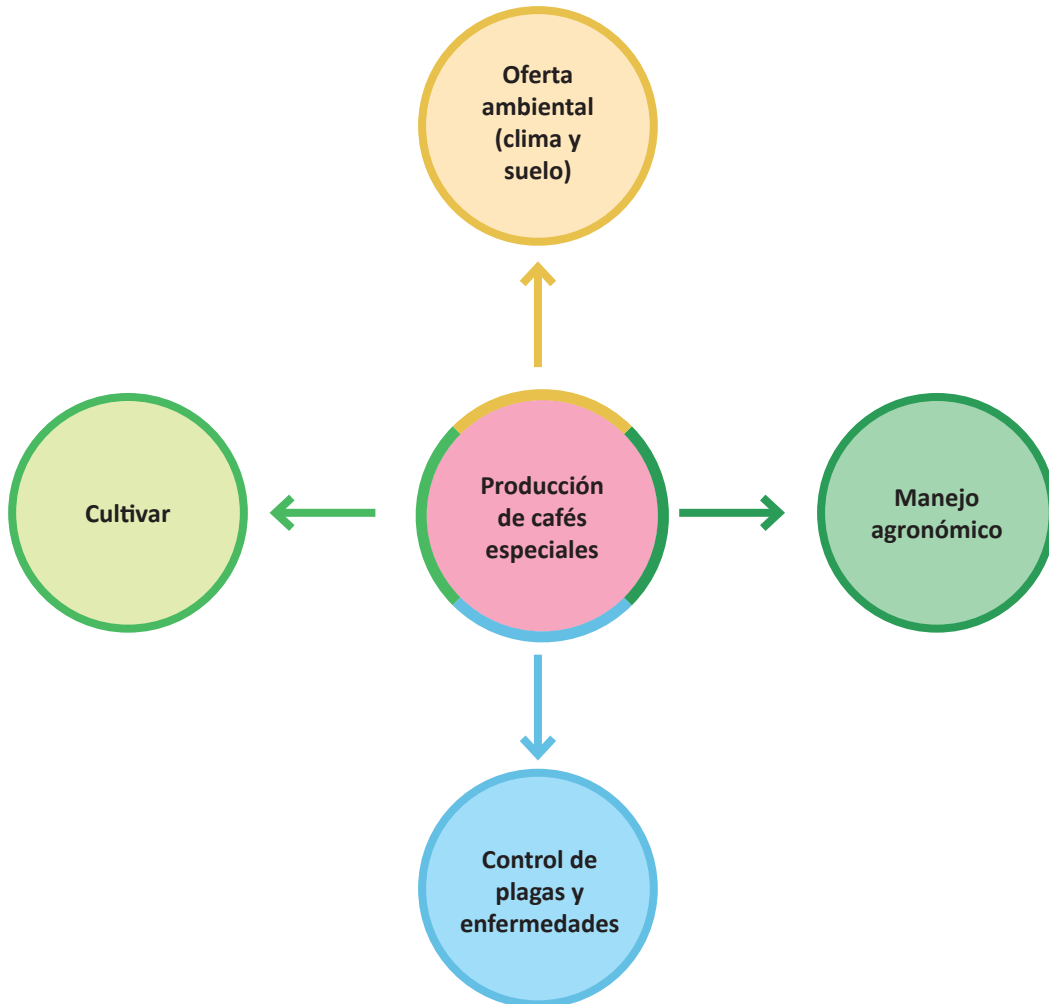 Oferta
ambiental
(clima y
suelo)
Cultivar
Producción
de cafés
especiales
Manejo
agronómico
Control de
plagas y
enfermedades